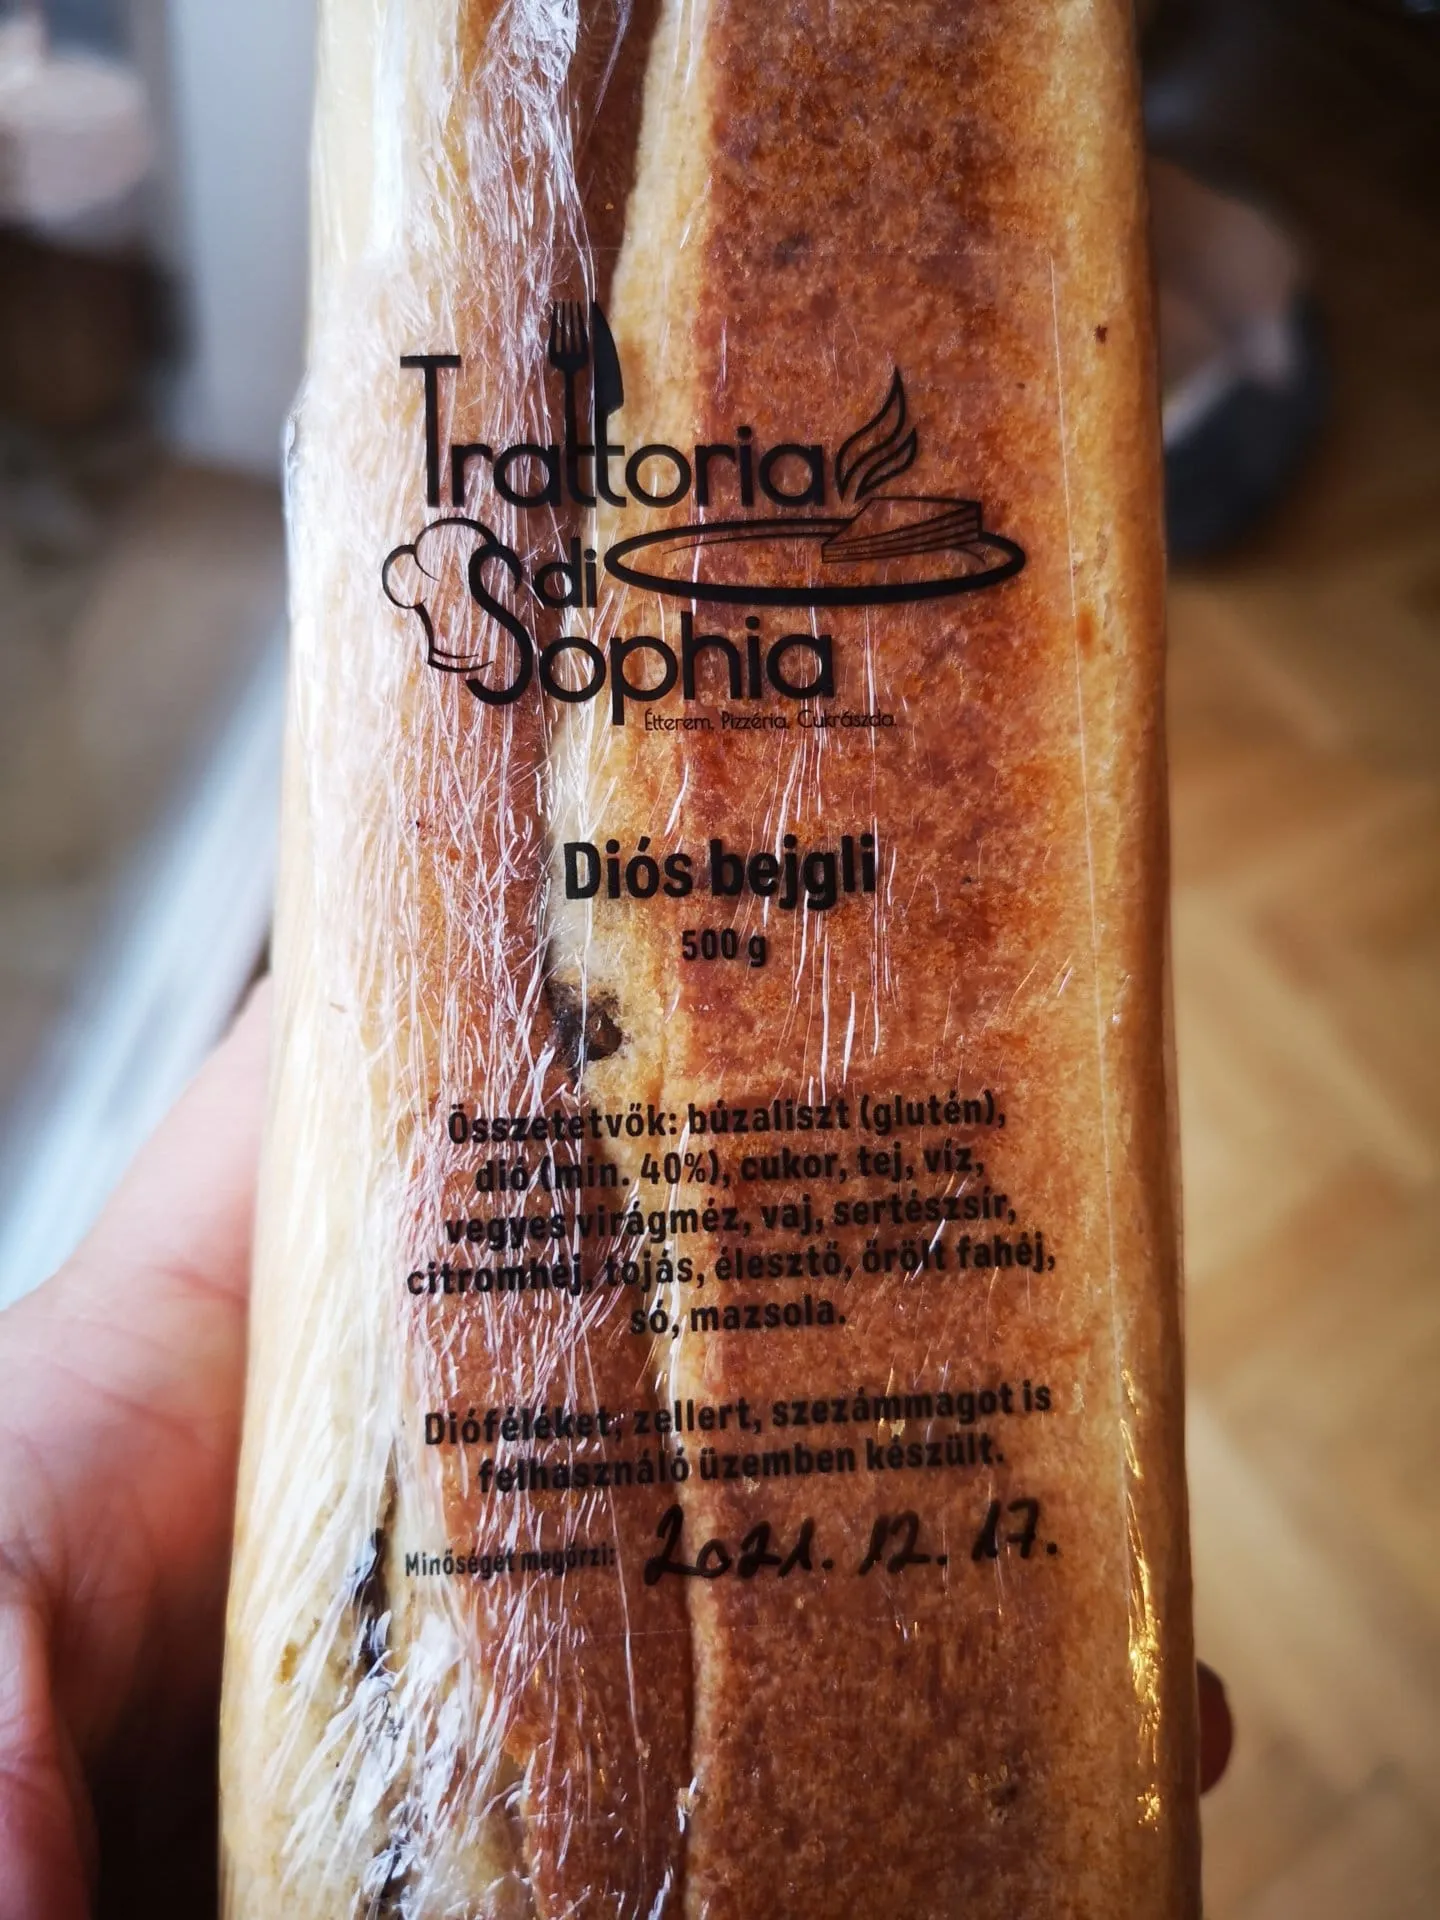 Trattoria
di
Sophia
Étterem. Pizzéria. Cukrászda.
Diós bejgli
500 g
Összetetvők: búzaliszt (glutén),
dió (min. 40%), cukor, tej, víz,
vegyes virágméz, vaj, sertészsír,
citromhéj, tojás, élesztő, őrölt fahéj,
só, mazsola.
Dióféléket, zellert, szezámmagot is
felhasználó üzemben készült.
Minőségét megőrzi: 2021. 12. 17.